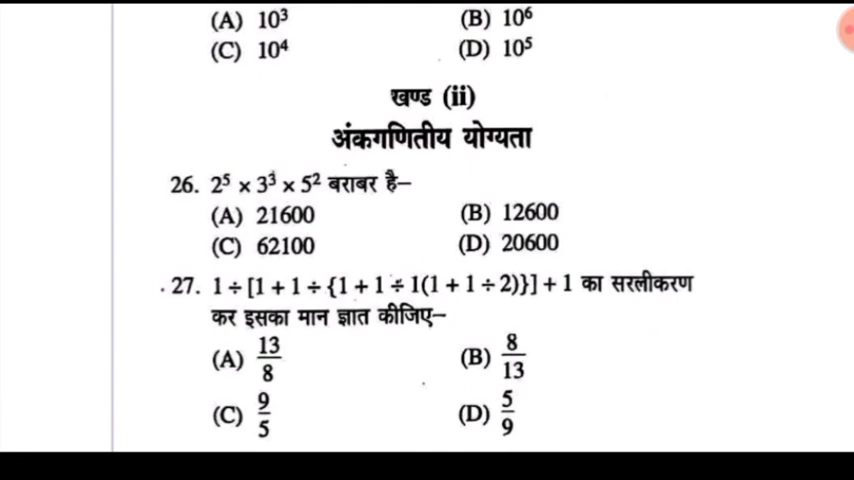 (A) 10³ (B) 10⁶
(C) 10⁴ (D) 10⁵
खण्ड (ii)
अंकगणितीय योग्यता
26. 2⁵ × 3³ × 5² बराबर है–
(A) 21600 (B) 12600
(C) 62100 (D) 20600
27. 1 ÷ [1 + 1 ÷ {1 + 1 ÷ 1(1 + 1 ÷ 2)}] + 1 का सरलीकरण
कर इसका मान ज्ञात कीजिए–
(A) 13/8 (B) 8/13
(C) 9/5 (D) 5/9